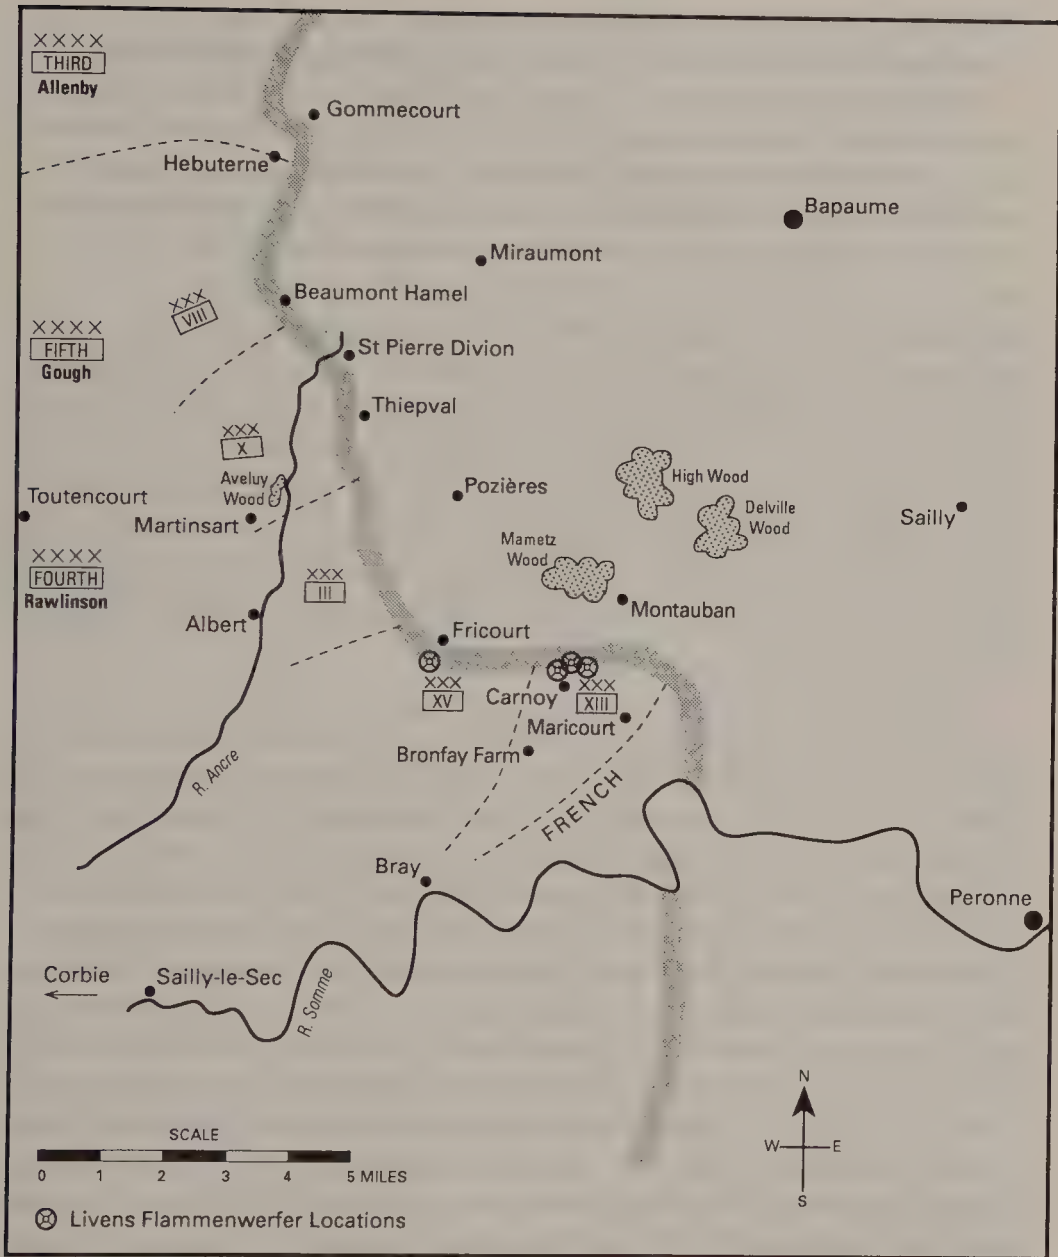 XXXX
THIRD
Allenby
Gommecourt
Hebuterne
Bapaume
Miraumont
Beaumont Hamel
XXX
VIII
XXXX
FIFTH
Gough
St Pierre Divion
Thiepval
XXX
X
Aveluy
Wood
High Wood
Toutencourt
Martinsart
Pozières
Delville
Wood
Sailly
Mametz
Wood
XXXX
FOURTH
Rawlinson
XXX
III
Albert
Montauban
Fricourt
XXX
XV
Carnoy
XXX
XIII
Maricourt
Bronfay Farm
R. Ancre
FRENCH
Bray
Peronne
Corbie
Sailly-le-Sec
R. Somme
N
W
E
S
SCALE
0 1 2 3 4 5 MILES
Livens Flammenwerfer Locations